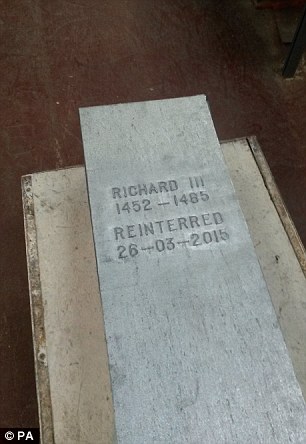 RICHARD III
1452-1485
REINTERRED
26-03-2015
© PA